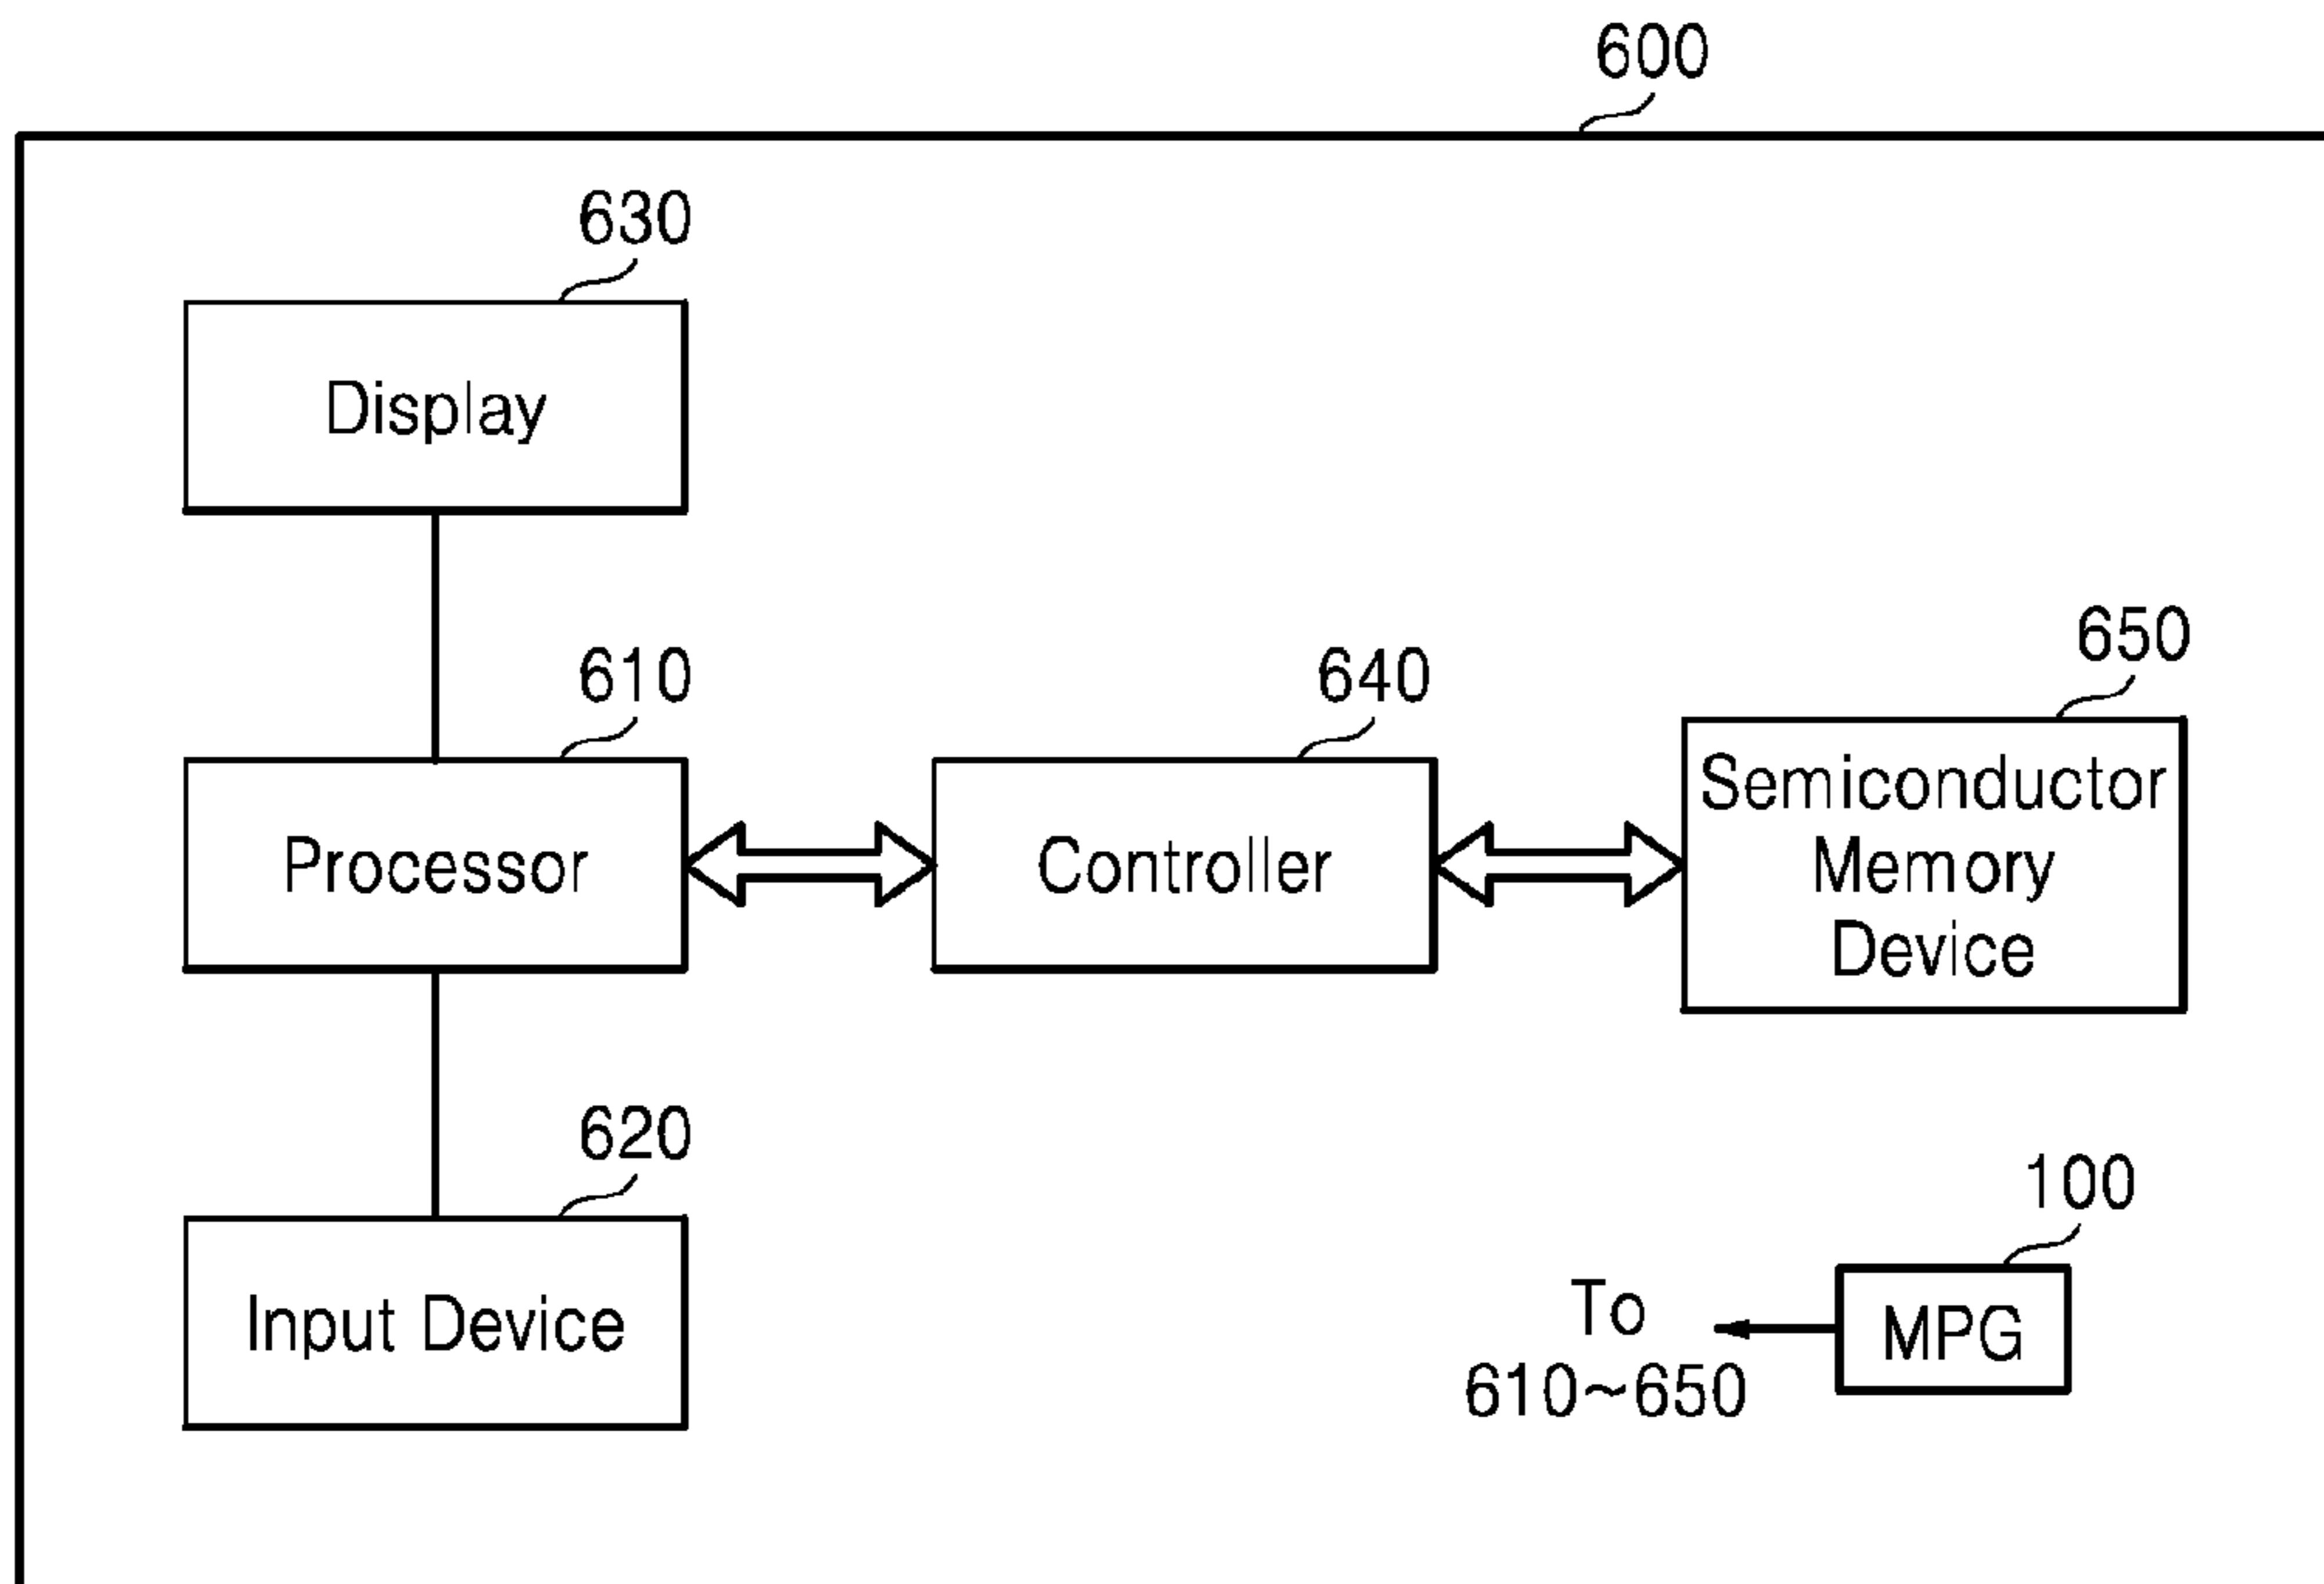 600
630
Display
610
Processor
640
Controller
650
Semiconductor
Memory
Device
620
Input Device
100
MPG
To
610~650